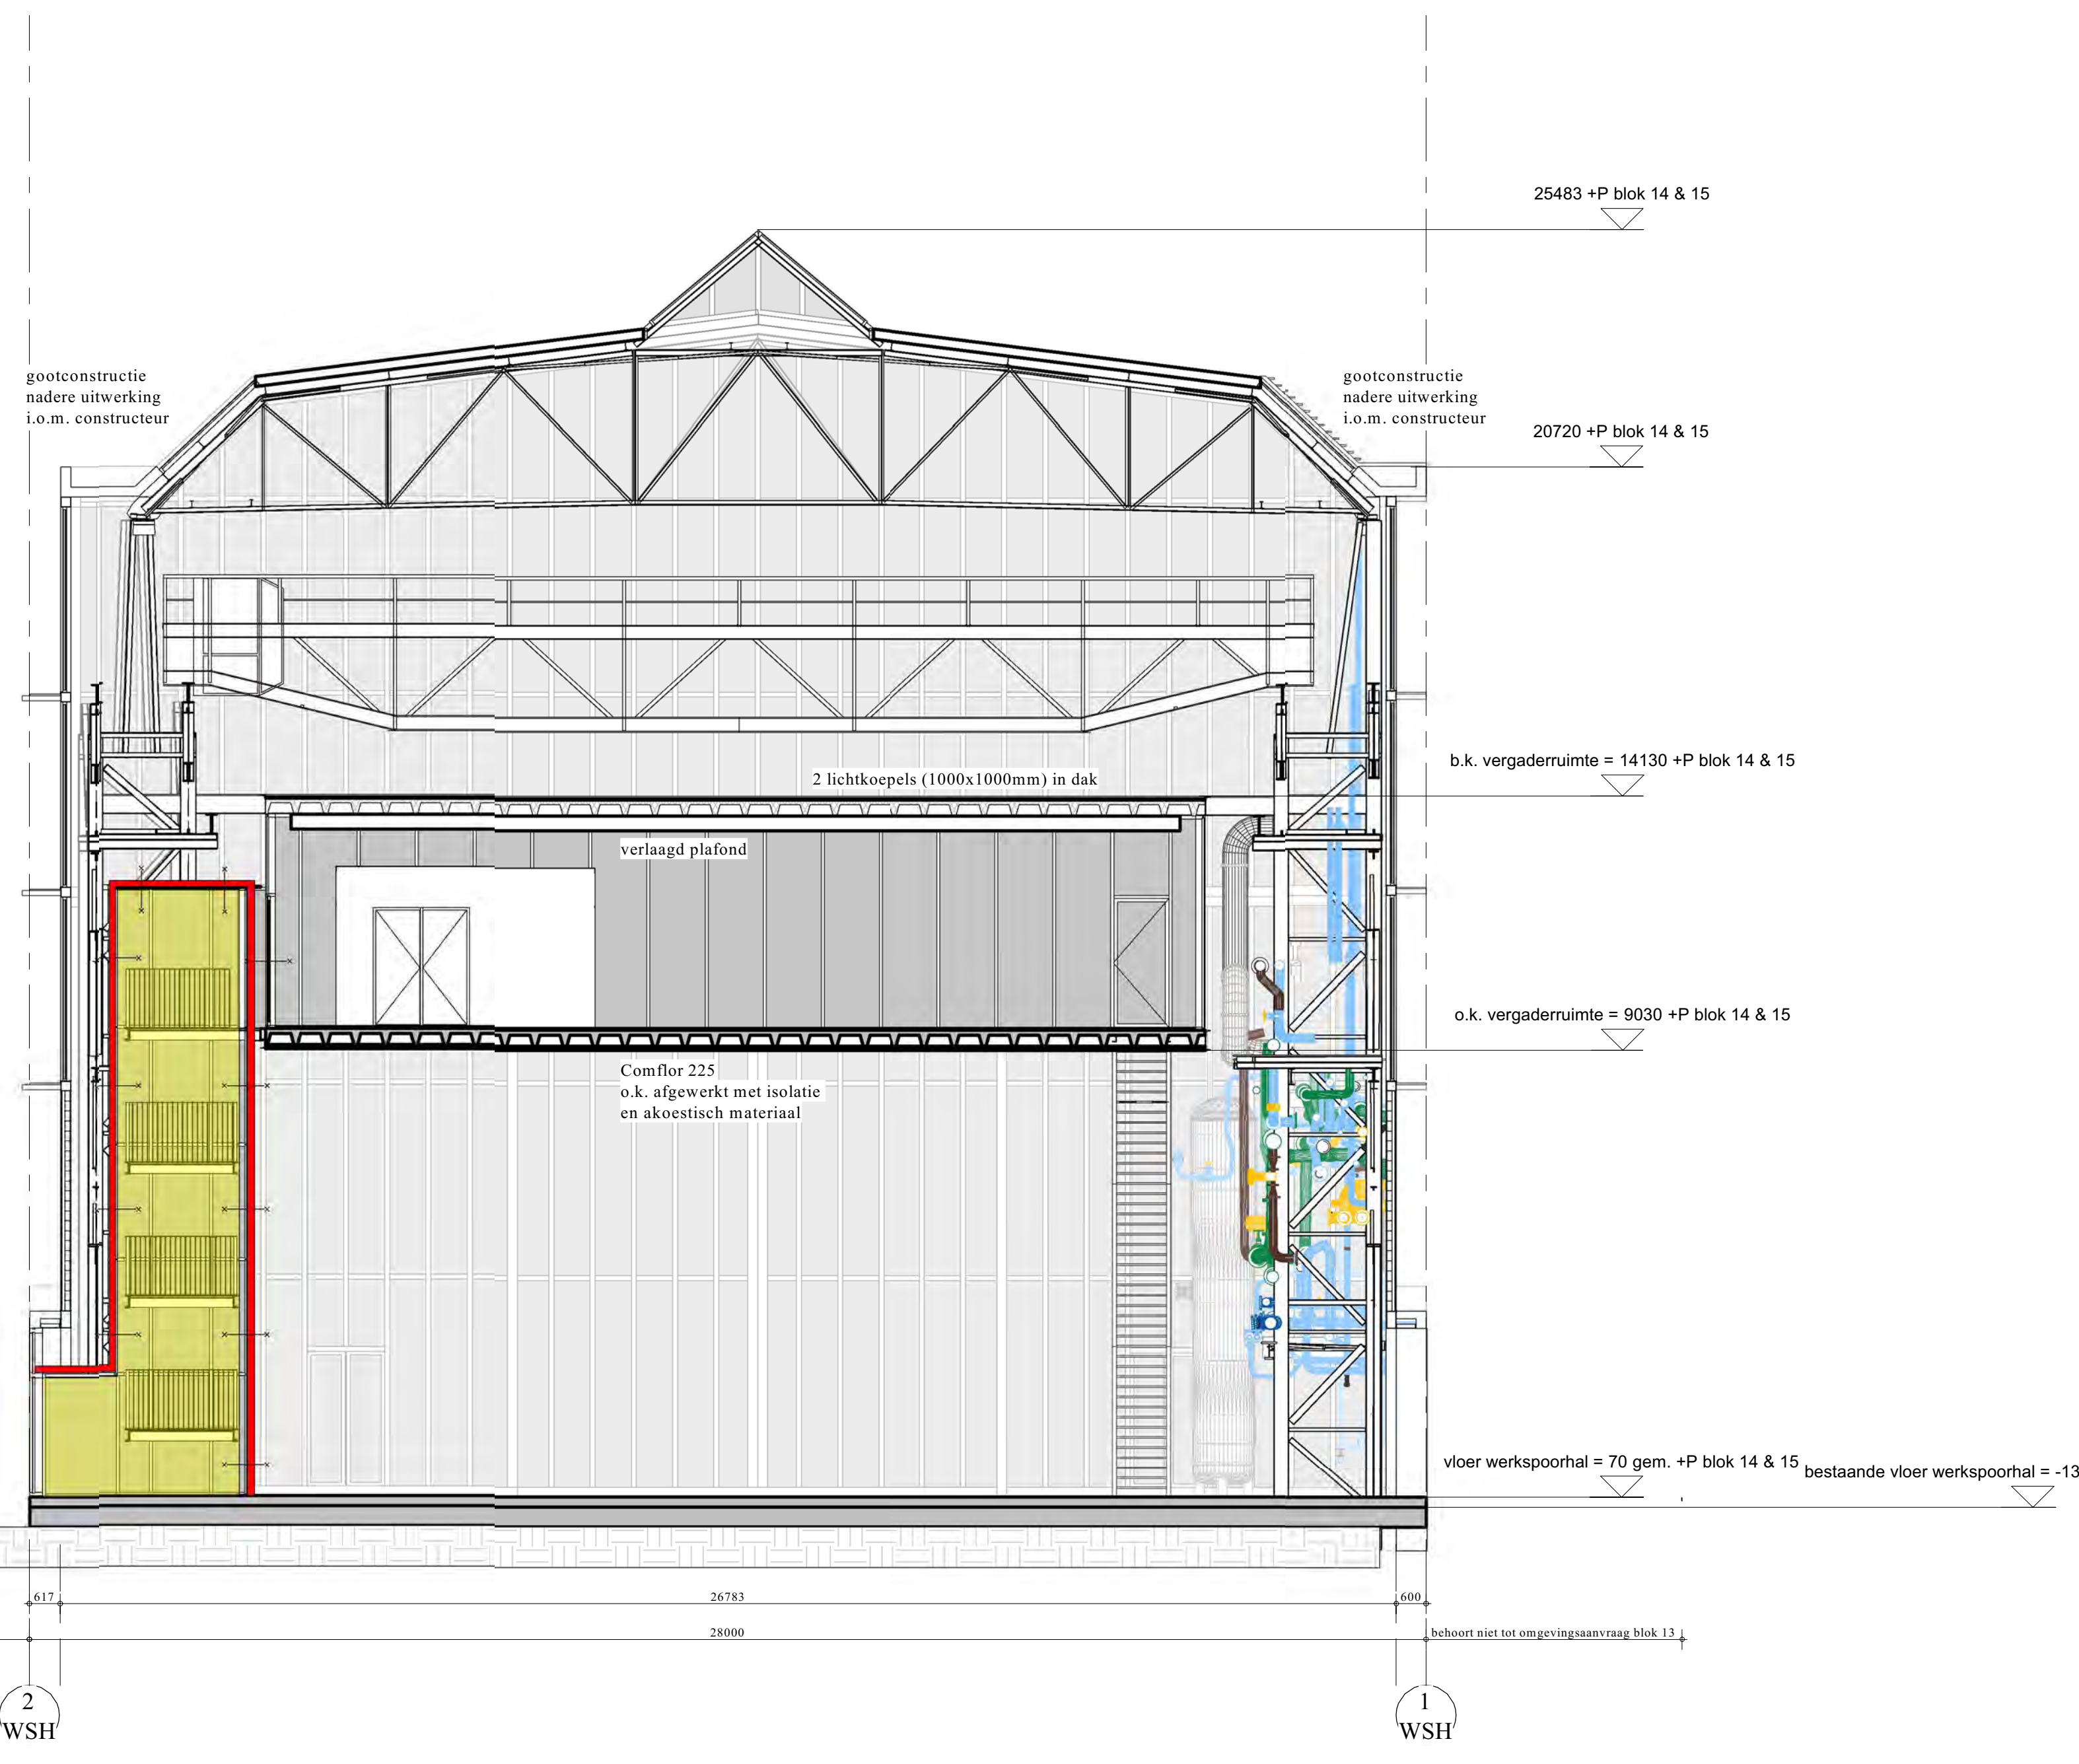 25483 +P blok 14 & 15
gootconstructie
nadere uitwerking
i.o.m. constructeur
gootconstructie
nadere uitwerking
i.o.m. constructeur
20720 +P blok 14 & 15
b.k. vergaderruimte = 14130 +P blok 14 & 15
2 lichtkoepels (1000x1000mm) in dak
verlaagd plafond
o.k. vergaderruimte = 9030 +P blok 14 & 15
Comflor 225
o.k. afgewerkt met isolatie
en akoestisch materiaal
vloer werkspoorhal = 70 gem. +P blok 14 & 15
bestaande vloer werkspoorhal = -13
617
26783
600
28000
behoort niet tot omgevingsaanvraag blok 13
2
WSH
1
WSH